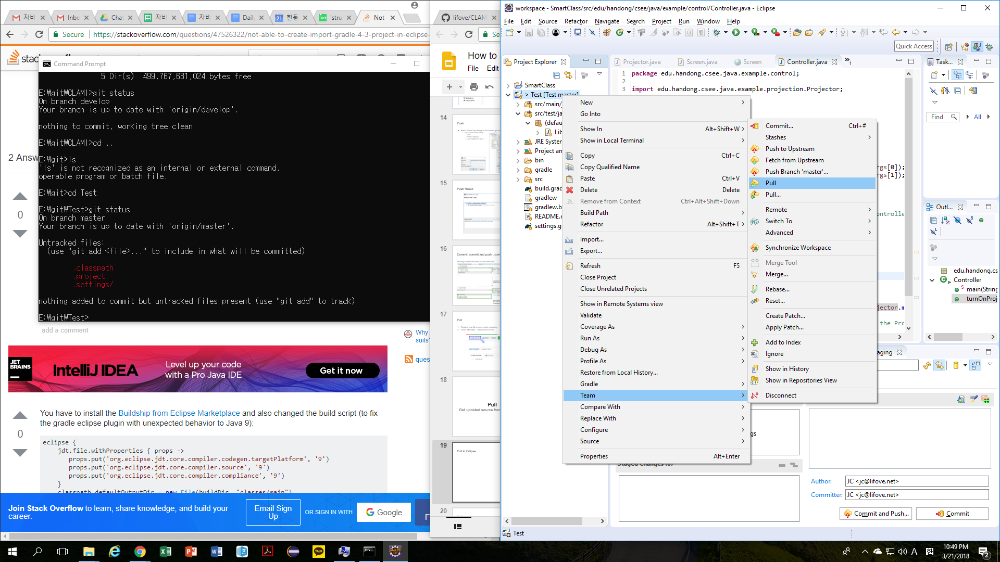 자바
Inbo
Chat
자바
자바
Daily
한동
'stru
Not
Secure
https://stackoverflow.com/questions/47526322/not-able-to-create-import-gradle-4-3-project-in-eclipse-
Command Prompt
5 Dir(s)  499,767,681,024 bytes free
E:₩git₩CLAMI>git status
On branch develop
Your branch is up to date with 'origin/develop'.
nothing to commit, working tree clean
E:₩git₩CLAMI>cd ..
E:₩git>ls
'ls' is not recognized as an internal or external command,
operable program or batch file.
E:₩git>cd Test
E:₩git₩Test>git status
On branch master
Your branch is up to date with 'origin/master'.
Untracked files:
(use "git add <file>..." to include in what will be committed)
.classpath
.project
.settings/
nothing added to commit but untracked files present (use "git add" to track)
E:₩git₩Test>
2 Answ
0
add a comment
Why
suits'
ques
JET
BRAINS
IntelliJ IDEA
Level up your code
with a Pro Java IDE
Get it now
0
You have to install the Buildship from Eclipse Marketplace and also changed the build script (to fix
the gradle eclipse plugin with unexpected behavior to Java 9):
eclipse {
jdt.file.withProperties { props ->
props.put('org.eclipse.jdt.core.compiler.codegen.targetPlatform', '9')
props.put('org.eclipse.jdt.core.compiler.source', '9')
props.put('org.eclipse.jdt.core.compiler.compliance', '9')
}
classpath.defaultOutputDir = new File(buildDir, "classes/main")
Join Stack Overflow to learn, share knowledge, and build your
career.
Email Sign
Up
OR SIGN IN WITH
Google
F
lifove/CLAM
Se
How to
File Edit
14
Push
15
Push Result
16
17
Pull
18
Pull
Get updated source from
19
Pull in Eclipse
20
workspace - SmartClass/src/edu/handong/csee/java/example/control/Controller.java - Eclipse
File Edit Source Refactor Navigate Search Project Run Window Help
Quick Access
Project Explorer
SmartClass
> Test [Test master]
src/main/j
src/test/ja
(defau
Lib
JRE System
Project an
bin
gradle
src
build.grad
gradlew
gradlew.b
README.r
settings.g
Projector.java
Screen.java
Screen
Controller.java
»1
1 package edu.handong.csee.java.example.control;
2
3 import edu.handong.csee.java.example.projection.Projector;
rgs[0]);
rgs[1]);
ontrolle
jector.m
the Pro
New
Go Into
Show In Alt+Shift+W
Show in Local Terminal
Copy Ctrl+C
Copy Qualified Name
Paste Ctrl+V
Delete Delete
Remove from Context Ctrl+Alt+Shift+Down
Build Path
Refactor Alt+Shift+T
Import...
Export...
Refresh F5
Close Project
Close Unrelated Projects
Show in Remote Systems view
Validate
Coverage As
Run As
Debug As
Profile As
Restore from Local History...
Gradle
Team
Compare With
Replace With
Configure
Source
Properties Alt+Enter
Commit... Ctrl+#
Stashes
Push to Upstream
Fetch from Upstream
Push Branch 'master'...
Pull
Pull...
Remote
Switch To
Advanced
Synchronize Workspace
Merge Tool
Merge...
Rebase...
Reset...
Create Patch...
Apply Patch...
Add to Index
Ignore
Show in History
Show in Repositories View
Disconnect
Task...
Find
All
Outl...
edu.handong.cs
Controller
main(String
turnOnProj
aging
gs
Staged Changes (0)
Author: JC <jc@lifove.net>
Committer: JC <jc@lifove.net>
Commit and Push...
Commit
Test
A
한
10:49 PM
3/21/2018
2